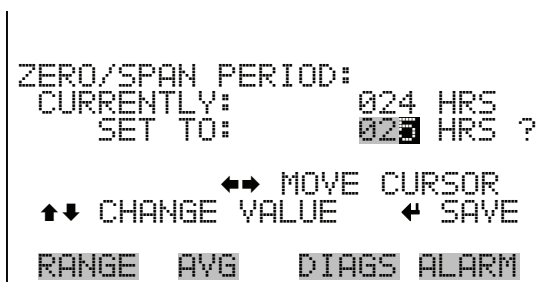 ZERO/SPAN PERIOD:
CURRENTLY: 024 HRS
SET TO: 025 HRS ?
←→ MOVE CURSOR
↑↓ CHANGE VALUE ↵ SAVE
RANGE AVG DIAGS ALARM